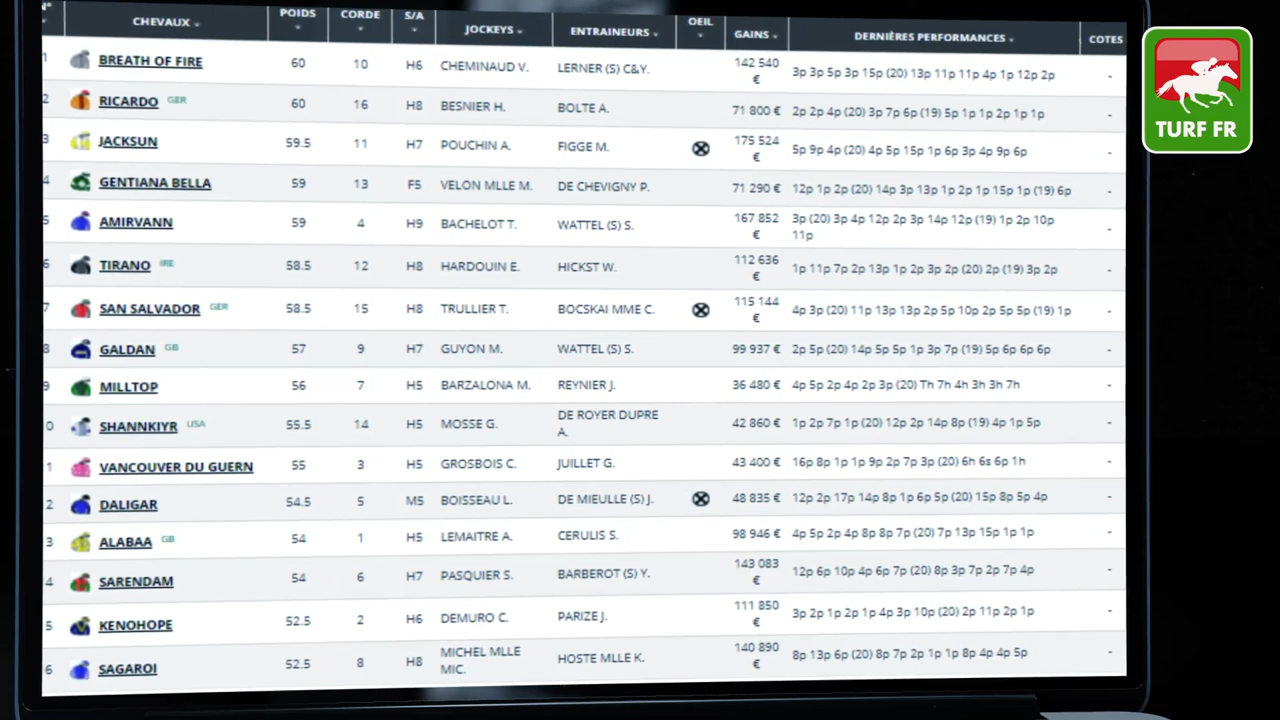 N° CHEVAUX POIDS CORDE S/A JOCKEYS ENTRAINEURS OEIL GAINS DERNIÈRES PERFORMANCES COTES
1 BREATH OF FIRE 60 10 H6 CHEMINAUD V. LERNER (S) C&Y. 142 540 € 3p 3p 5p 3p 15p (20) 13p 11p 11p 4p 1p 12p 2p -
2 RICARDO GER 60 16 H8 BESNIER H. BOLTE A. 71 800 € 2p 2p 4p (20) 3p 7p 6p (19) 5p 1p 1p 2p 1p 1p -
3 JACKSUN 59.5 11 H7 POUCHIN A. FIGGE M. 175 524 € 5p 9p 4p (20) 4p 5p 15p 1p 6p 3p 4p 9p 6p -
4 GENTIANA BELLA 59 13 F5 VELON MLLE M. DE CHEVIGNY P. 71 290 € 12p 1p 2p (20) 14p 3p 13p 1p 2p 1p 15p 1p (19) 6p -
5 AMIRVANN 59 4 H9 BACHELOT T. WATTEL (S) S. 167 852 € 3p (20) 3p 4p 12p 2p 3p 14p 12p (19) 1p 2p 10p 11p -
6 TIRANO IRE 58.5 12 H8 HARDOUIN E. HICKST W. 112 636 € 1p 11p 7p 2p 13p 1p 2p 3p 2p (20) 2p (19) 3p 2p -
7 SAN SALVADOR GER 58.5 15 H8 TRULLIER T. BOCSKAI MME C. 115 144 € 4p 3p (20) 11p 13p 13p 2p 5p 10p 2p 5p 5p (19) 1p -
8 GALDAN GB 57 9 H7 GUYON M. WATTEL (S) S. 99 937 € 2p 5p (20) 14p 5p 5p 1p 3p 7p (19) 5p 6p 6p 6p -
9 MILLTOP 56 7 H5 BARZALONA M. REYNIER J. 36 480 € 4p 5p 2p 4p 2p 3p (20) Th 7h 4h 3h 3h 7h -
0 SHANNKIYR USA 55.5 14 H5 MOSSE G. DE ROYER DUPRE A. 42 860 € 1p 2p 7p 1p (20) 12p 2p 14p 8p (19) 4p 1p 5p -
1 VANCOUVER DU GUERN 55 3 H5 GROSBOIS C. JUILLET G. 43 400 € 16p 8p 1p 1p 9p 2p 7p 3p (20) 6h 6s 6p 1h -
2 DALIGAR 54.5 5 M5 BOISSEAU L. DE MIEULLE (S) J. 48 835 € 12p 2p 17p 14p 8p 1p 6p 5p (20) 15p 8p 5p 4p -
3 ALABAA GB 54 1 H5 LEMAITRE A. CERULIS S. 98 946 € 4p 5p 2p 4p 8p 8p 7p (20) 7p 13p 15p 1p 1p -
4 SARENDAM 54 6 H7 PASQUIER S. BARBEROT (S) Y. 143 083 € 12p 6p 10p 4p 6p 7p (20) 8p 3p 7p 2p 7p 4p -
5 KENOHOPE 52.5 2 H6 DEMURO C. PARIZE J. 111 850 € 3p 2p 1p 2p 1p 4p 3p 10p (20) 2p 11p 2p 1p -
6 SAGAROI 52.5 8 H8 MICHEL MLLE MIC. HOSTE MLLE K. 140 890 € 8p 13p 6p (20) 8p 7p 2p 1p 1p 8p 4p 4p 5p -
TURF FR